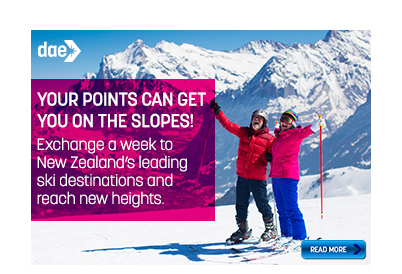 dae
YOUR POINTS CAN GET
YOU ON THE SLOPES!
Exchange a week to
New Zealand's leading
ski destinations and
reach new heights.
READ MORE